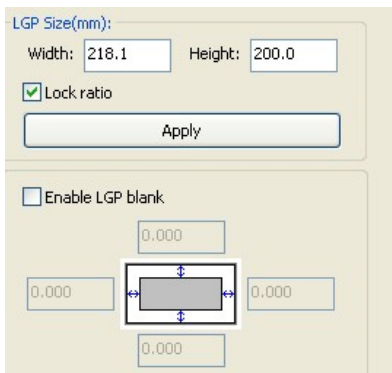 LGP Size(mm):
Width: 218.1 Height: 200.0
Lock ratio
Apply
Enable LGP blank
0.000
0.000 0.000
0.000